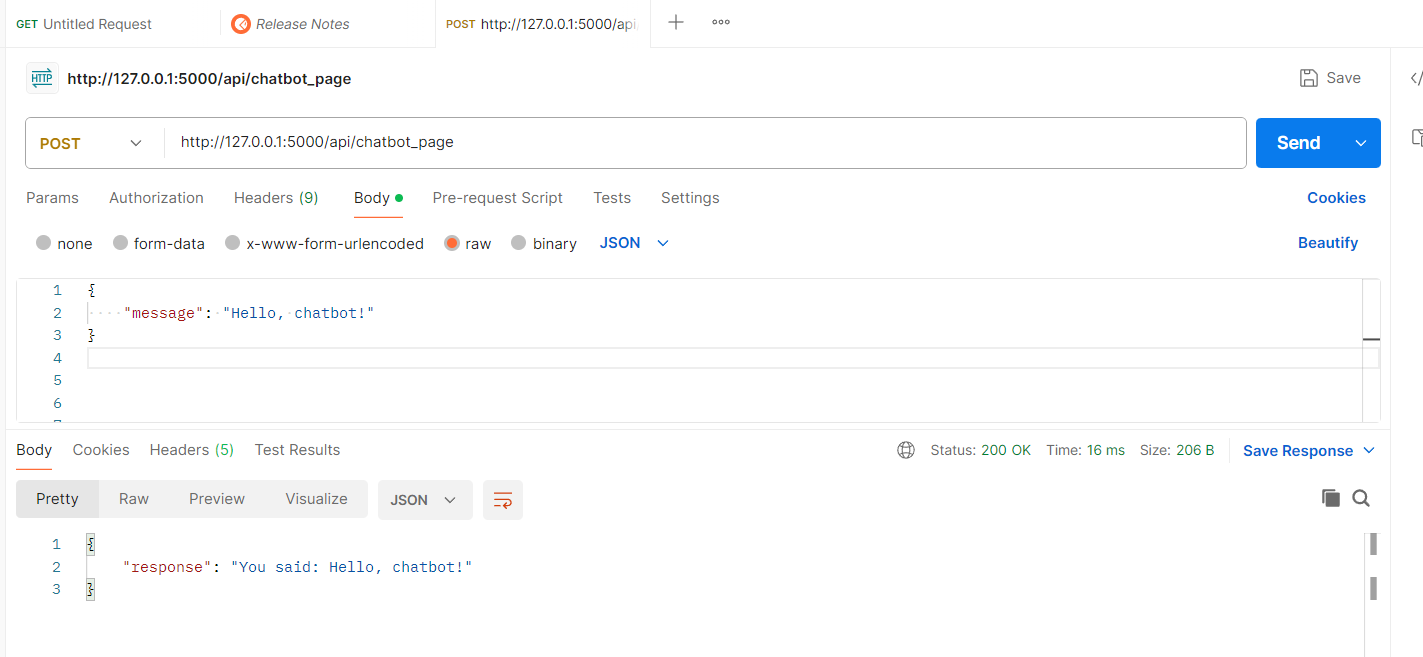 GET Untitled Request Release Notes POST http://127.0.0.1:5000/api
HTTP http://127.0.0.1:5000/api/chatbot_page Save
POST http://127.0.0.1:5000/api/chatbot_page Send
Params Authorization Headers (9) Body Pre-request Script Tests Settings Cookies
none form-data x-www-form-urlencoded raw binary JSON Beautify
1 {
2 "message": "Hello, chatbot!"
3 }
4
5
6
Body Cookies Headers (5) Test Results Status: 200 OK Time: 16 ms Size: 206 B Save Response
Pretty Raw Preview Visualize JSON
1 {
2 "response": "You said: Hello, chatbot!"
3 }